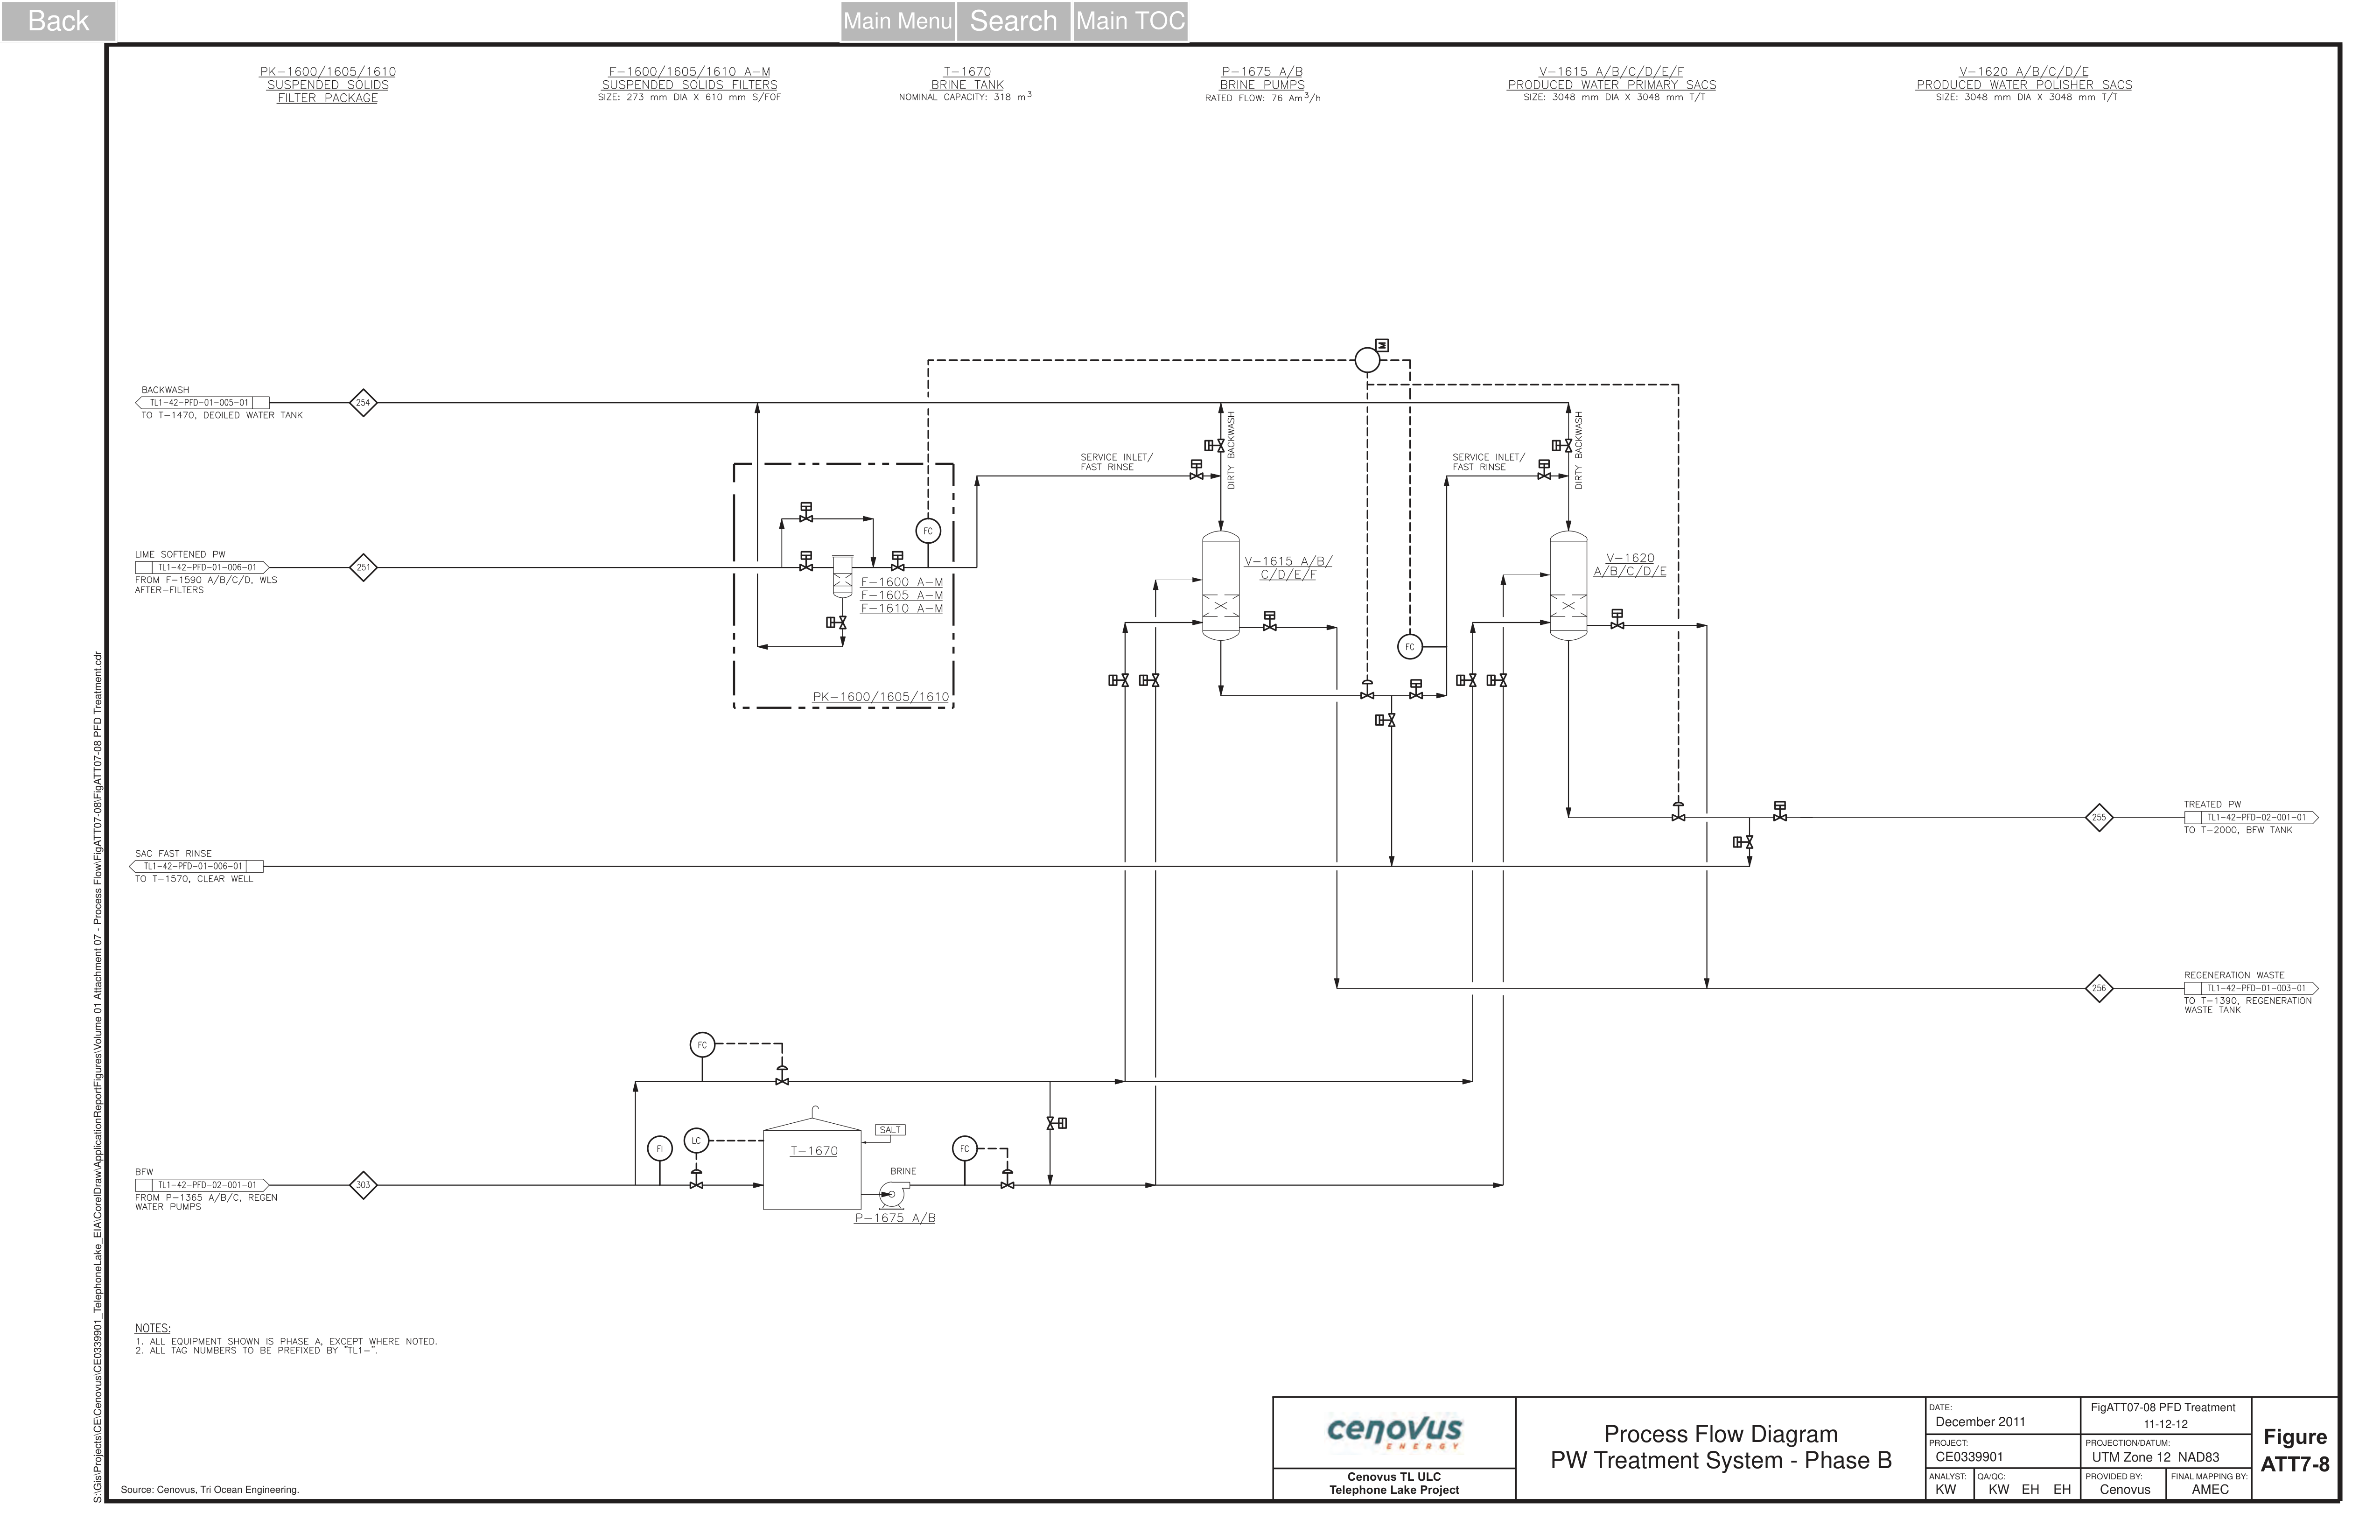 Back
Main Menu
Search
Main TOC
PK-1600/1605/1610
SUSPENDED SOLIDS
FILTER PACKAGE
F-1600/1605/1610 A-M
SUSPENDED SOLIDS FILTERS
SIZE: 273 mm DIA X 610 mm S/FOF
T-1670
BRINE TANK
NOMINAL CAPACITY: 318 m3
P-1675 A/B
BRINE PUMPS
RATED FLOW: 76 Am3/h
V-1615 A/B/C/D/E/F
PRODUCED WATER PRIMARY SACS
SIZE: 3048 mm DIA X 3048 mm T/T
V-1620 A/B/C/D/E
PRODUCED WATER POLISHER SACS
SIZE: 3048 mm DIA X 3048 mm T/T
M
BACKWASH
TL1-42-PFD-01-005-01
TO T-1470, DEOILED WATER TANK
254
DIRTY BACKWASH
DIRTY BACKWASH
SERVICE INLET/
FAST RINSE
SERVICE INLET/
FAST RINSE
LIME SOFTENED PW
TL1-42-PFD-01-006-01
FROM F-1590 A/B/C/D, WLS
AFTER-FILTERS
251
FC
F-1600 A-M
F-1605 A-M
F-1610 A-M
PK-1600/1605/1610
V-1615 A/B/
C/D/E/F
FC
V-1620
A/B/C/D/E
TREATED PW
TL1-42-PFD-02-001-01
TO T-2000, BFW TANK
255
SAC FAST RINSE
TL1-42-PFD-01-006-01
TO T-1570, CLEAR WELL
REGENERATION WASTE
TL1-42-PFD-01-003-01
TO T-1390, REGENERATION
WASTE TANK
256
FC
BFW
TL1-42-PFD-02-001-01
FROM P-1365 A/B/C, REGEN
WATER PUMPS
303
FI
LC
T-1670
SALT
BRINE
P-1675 A/B
FC
NOTES:
1. ALL EQUIPMENT SHOWN IS PHASE A, EXCEPT WHERE NOTED.
2. ALL TAG NUMBERS TO BE PREFIXED BY "TL1-".
Source: Cenovus, Tri Ocean Engineering.
S:\Gis\Projects\CE\Cenovus\CE0339901_TelephoneLake_EIA\CorelDraw\ApplicationReportFigures\Volume 01 Attachment 07 - Process Flow\FigATT07-08\FigATT07-08 PFD Treatment.cdr
cenovus
ENERGY
Cenovus TL ULC
Telephone Lake Project
Process Flow Diagram
PW Treatment System - Phase B
DATE:
December 2011
FigATT07-08 PFD Treatment
11-12-12
PROJECT:
CE0339901
PROJECTION/DATUM:
UTM Zone 12 NAD83
ANALYST:
KW
QA/QC:
KW EH EH
PROVIDED BY:
Cenovus
FINAL MAPPING BY:
AMEC
Figure
ATT7-8